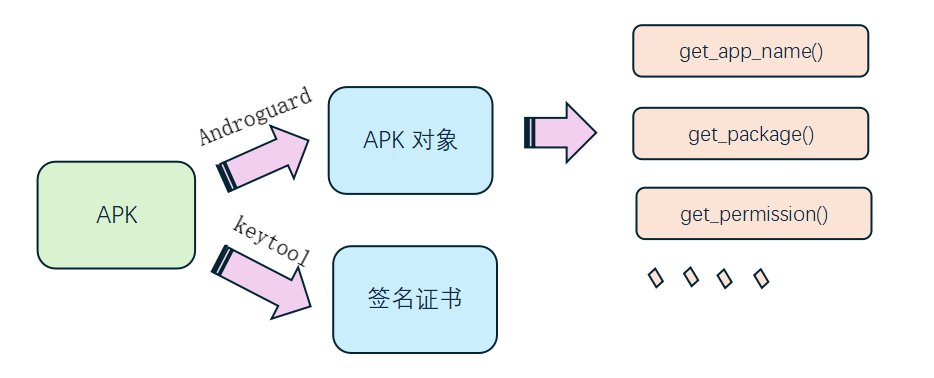 APK
Androguard
keytool
APK 对象
签名证书
get_app_name()
get_package()
get_permission()